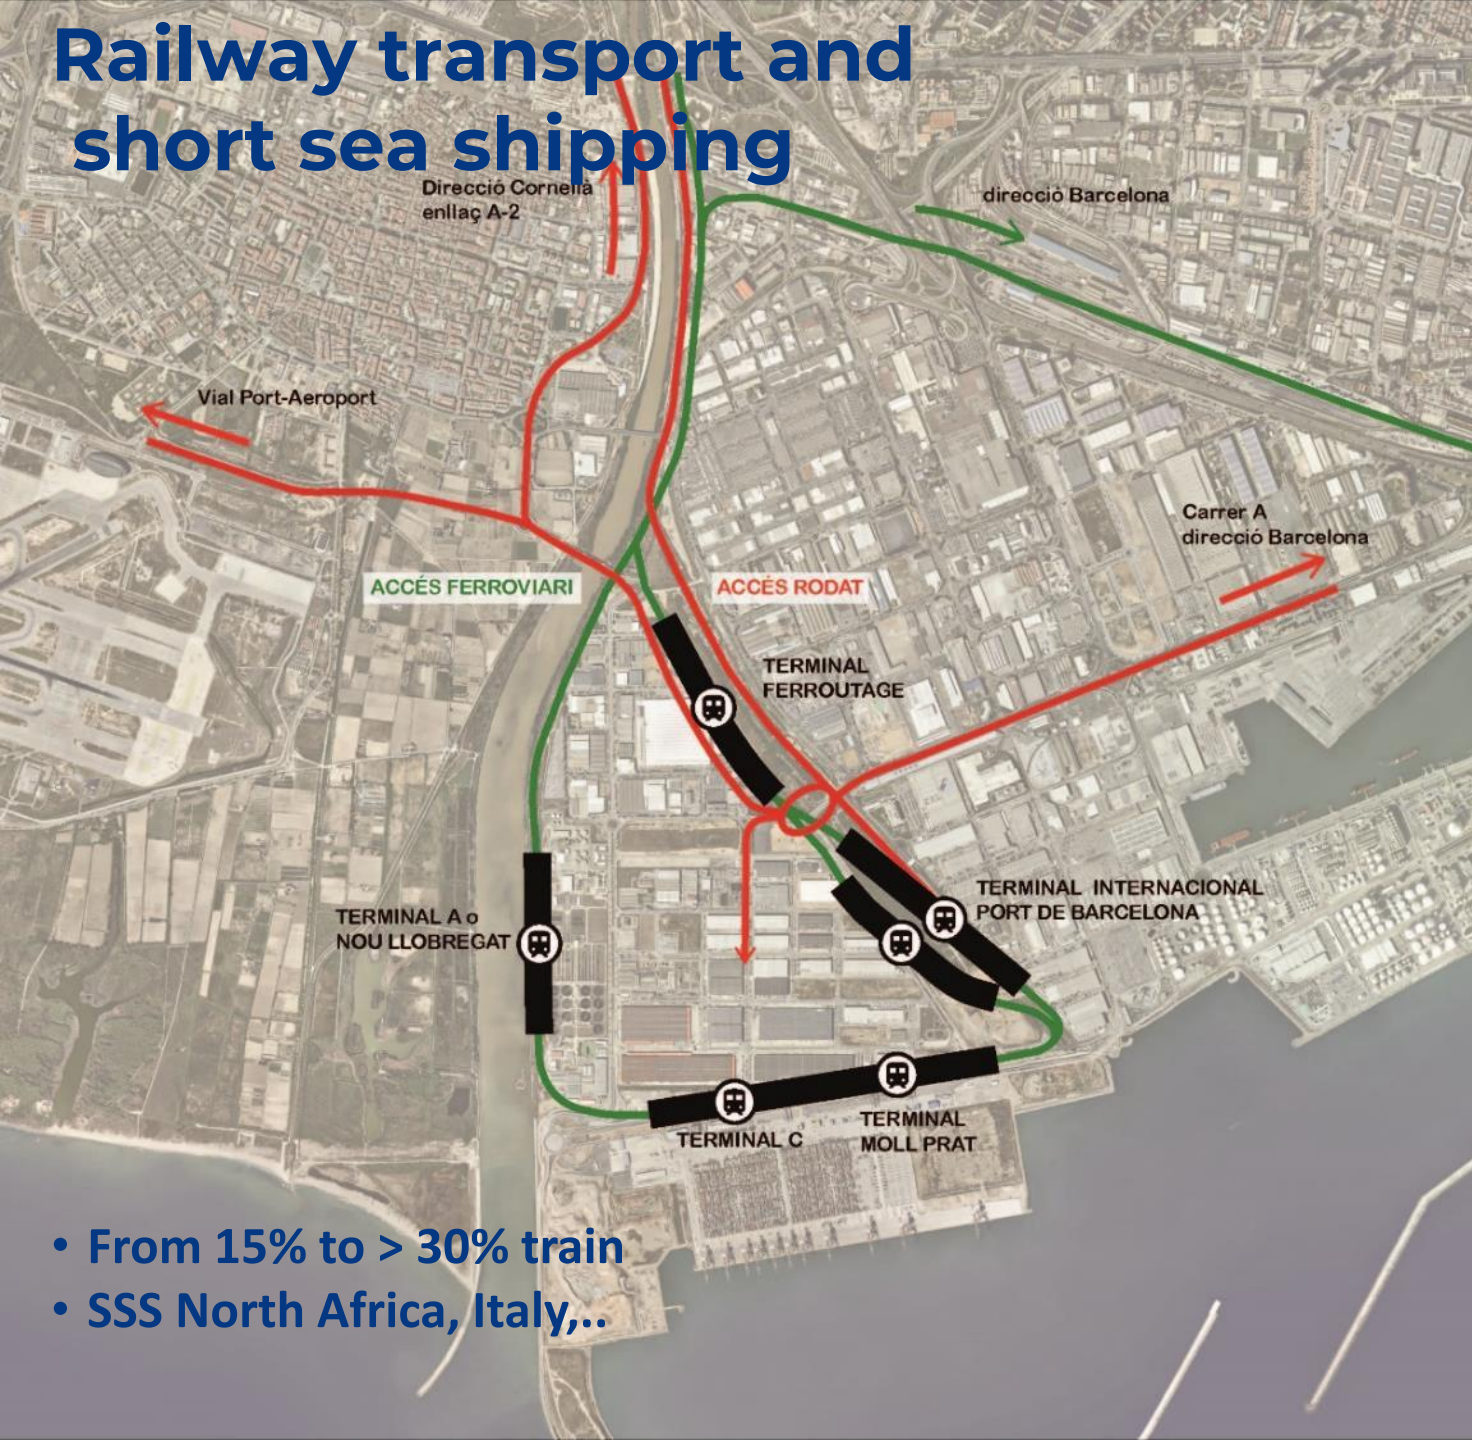 Railway transport and
short sea shipping
Direcció Cornellà
enllaç A-2
direcció Barcelona
Vial Port-Aeroport
Carrer A
direcció Barcelona
ACCÉS FERROVIARI
ACCÉS RODAT
TERMINAL
FERROUTAGE
TERMINAL INTERNACIONAL
PORT DE BARCELONA
TERMINAL A o
NOU LLOBREGAT
TERMINAL C
TERMINAL
MOLL PRAT
• From 15% to > 30% train
• SSS North Africa, Italy,..